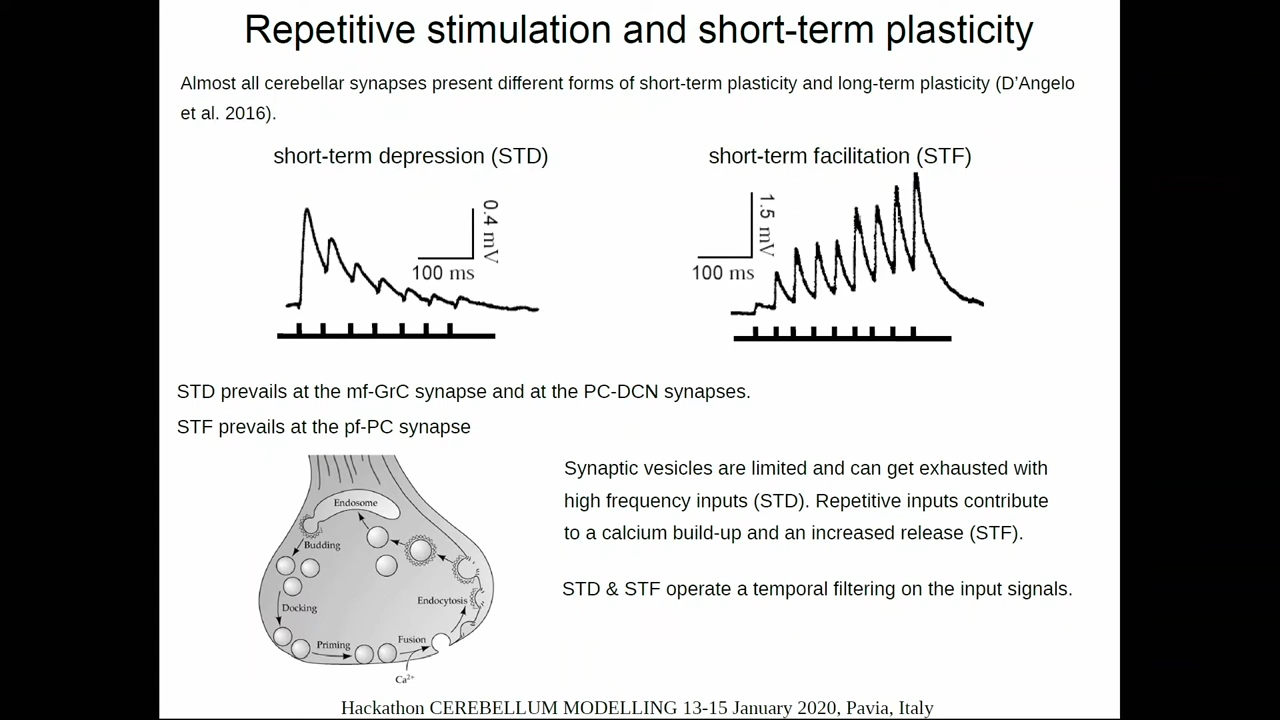 Repetitive stimulation and short-term plasticity
Almost all cerebellar synapses present different forms of short-term plasticity and long-term plasticity (D'Angelo
et al. 2016).
short-term depression (STD)
short-term facilitation (STF)
0.4 mV
100 ms
1.5 mV
100 ms
STD prevails at the mf-GrC synapse and at the PC-DCN synapses.
STF prevails at the pf-PC synapse
Endosome
Budding
Docking
Priming
Fusion
Endocytosis
Ca²⁺
Synaptic vesicles are limited and can get exhausted with
high frequency inputs (STD). Repetitive inputs contribute
to a calcium build-up and an increased release (STF).
STD & STF operate a temporal filtering on the input signals.
Hackathon CEREBELLUM MODELLING 13-15 January 2020, Pavia, Italy